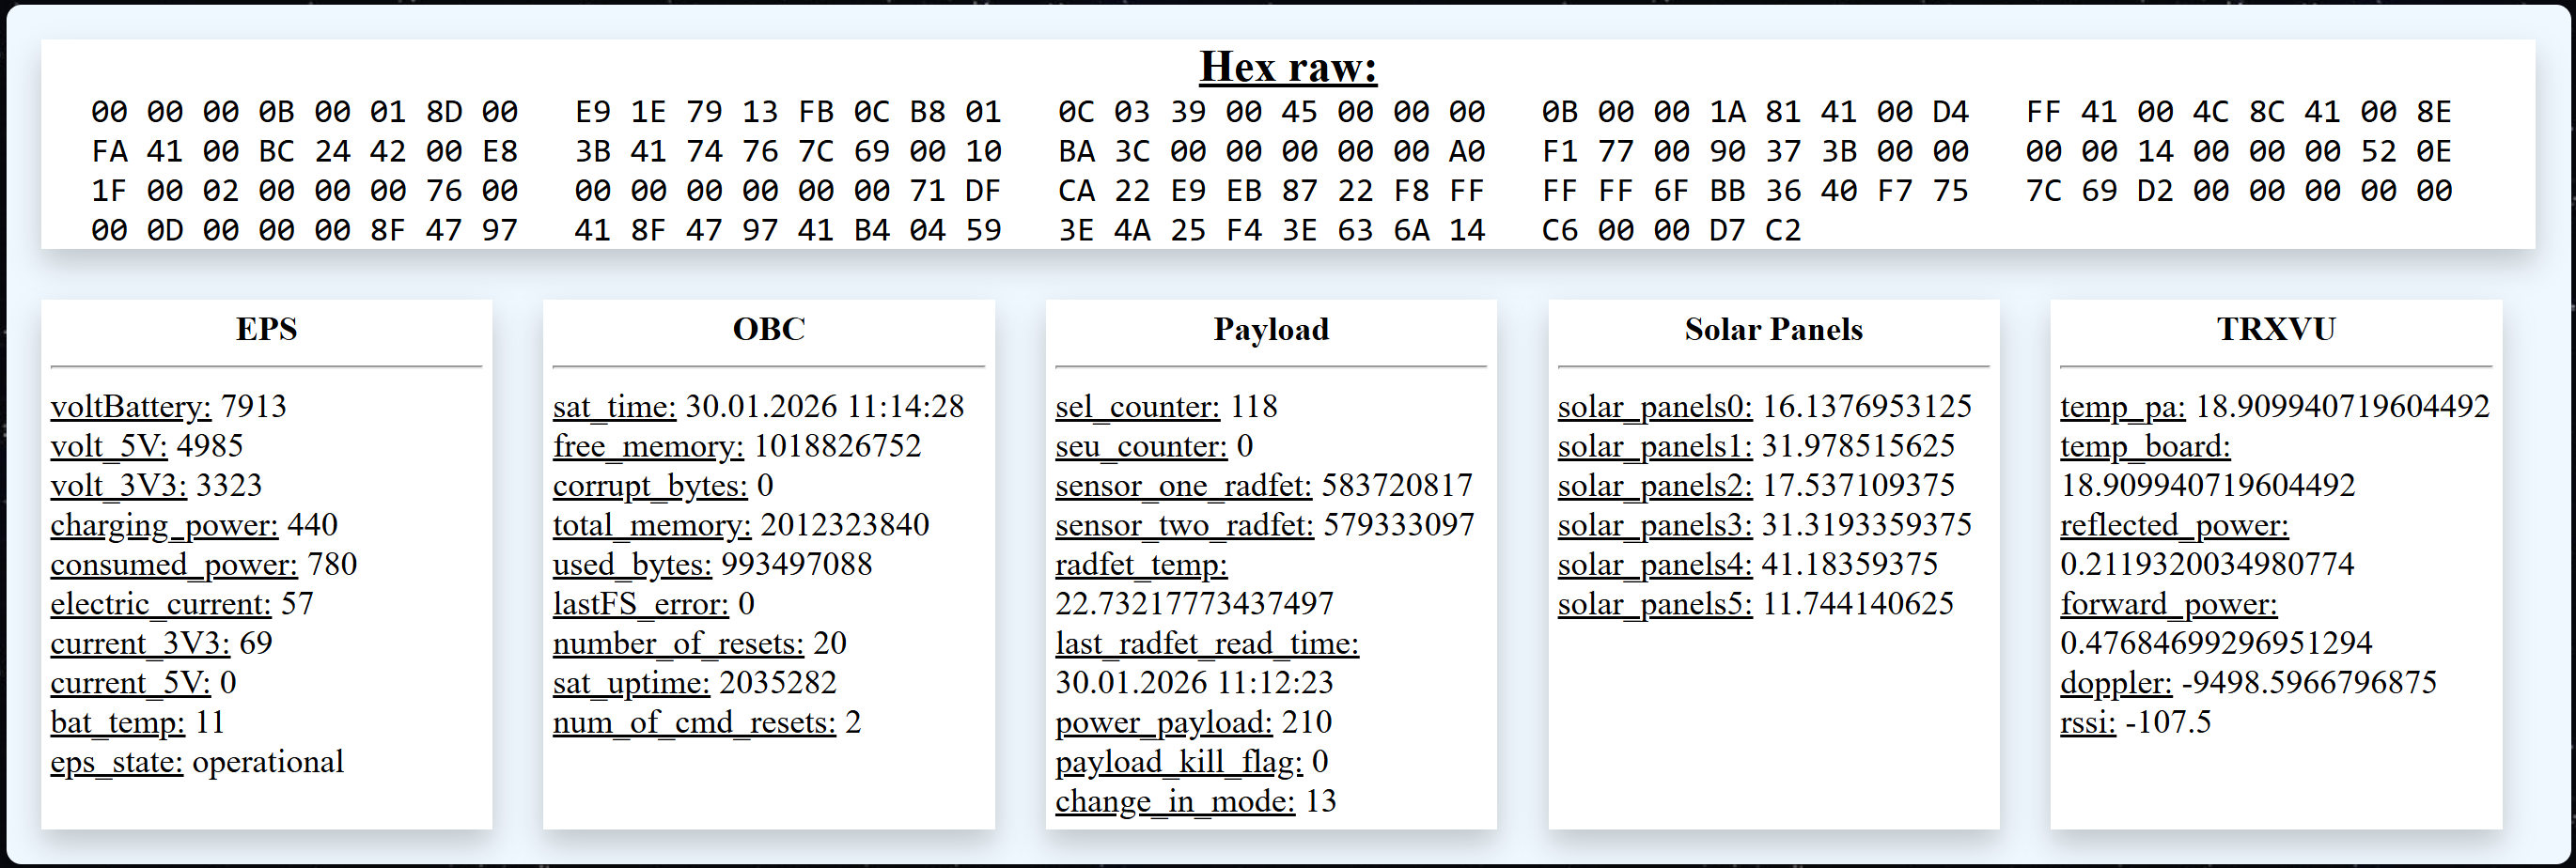 Hex raw:
00 00 00 0B 00 01 8D 00 E9 1E 79 13 FB 0C B8 01 0C 03 39 00 45 00 00 00 0B 00 00 1A 81 41 00 D4 FF 41 00 4C 8C 41 00 8E
FA 41 00 BC 24 42 00 E8 3B 41 74 76 7C 69 00 10 BA 3C 00 00 00 00 00 A0 F1 77 00 90 37 3B 00 00 00 00 14 00 00 00 52 0E
1F 00 02 00 00 00 76 00 00 00 00 00 00 00 71 DF CA 22 E9 EB 87 22 F8 FF FF FF 6F BB 36 40 F7 75 7C 69 D2 00 00 00 00 00
00 0D 00 00 00 8F 47 97 41 8F 47 97 41 B4 04 59 3E 4A 25 F4 3E 63 6A 14 C6 00 00 D7 C2
EPS
voltBattery: 7913
volt_5V: 4985
volt_3V3: 3323
charging_power: 440
consumed_power: 780
electric_current: 57
current_3V3: 69
current_5V: 0
bat_temp: 11
eps_state: operational
OBC
sat_time: 30.01.2026 11:14:28
free_memory: 1018826752
corrupt_bytes: 0
total_memory: 2012323840
used_bytes: 993497088
lastFS_error: 0
number_of_resets: 20
sat_uptime: 2035282
num_of_cmd_resets: 2
Payload
sel_counter: 118
seu_counter: 0
sensor_one_radfet: 583720817
sensor_two_radfet: 579333097
radfet_temp:
22.73217773437497
last_radfet_read_time:
30.01.2026 11:12:23
power_payload: 210
payload_kill_flag: 0
change_in_mode: 13
Solar Panels
solar_panels0: 16.1376953125
solar_panels1: 31.978515625
solar_panels2: 17.537109375
solar_panels3: 31.3193359375
solar_panels4: 41.18359375
solar_panels5: 11.744140625
TRXVU
temp_pa: 18.909940719604492
temp_board:
18.909940719604492
reflected_power:
0.2119320034980774
forward_power:
0.47684699296951294
doppler: -9498.5966796875
rssi: -107.5